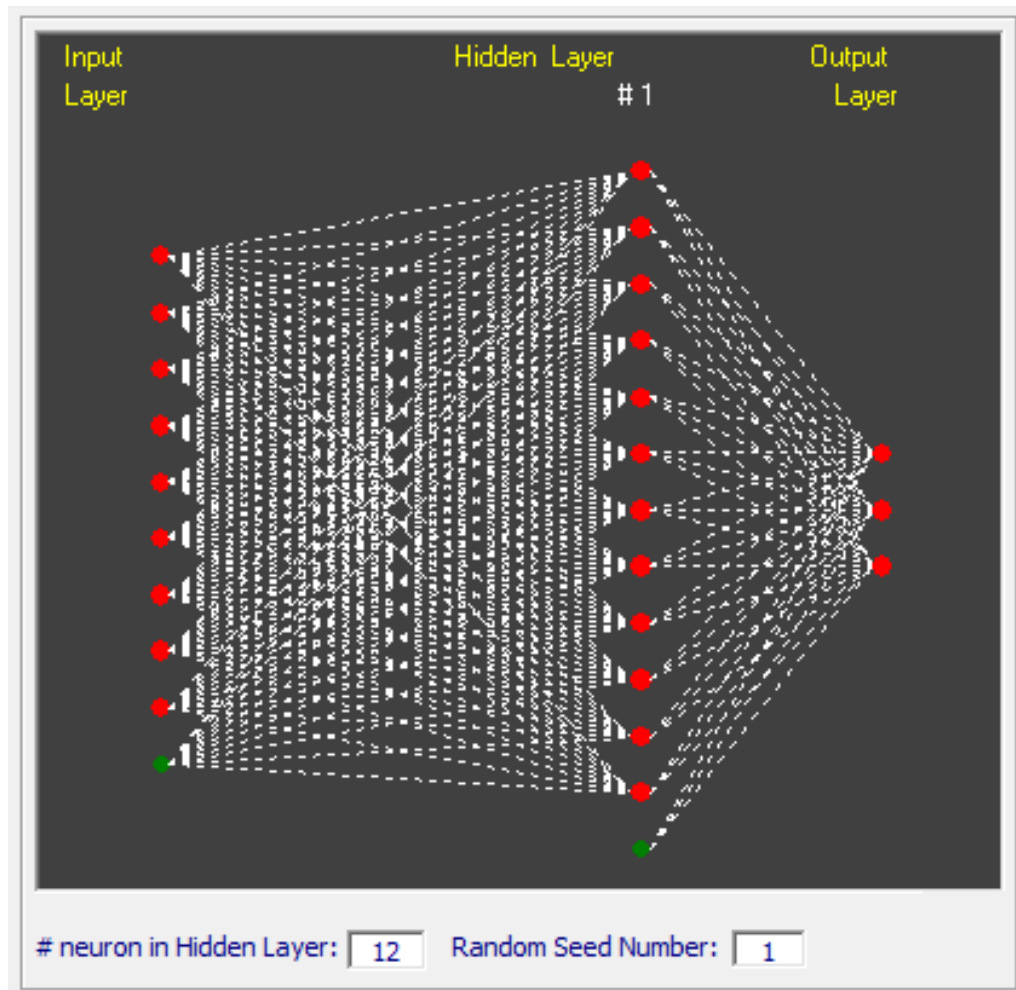 Input Hidden Layer Output
Layer # 1 Layer
# neuron in Hidden Layer: 12 Random Seed Number: 1